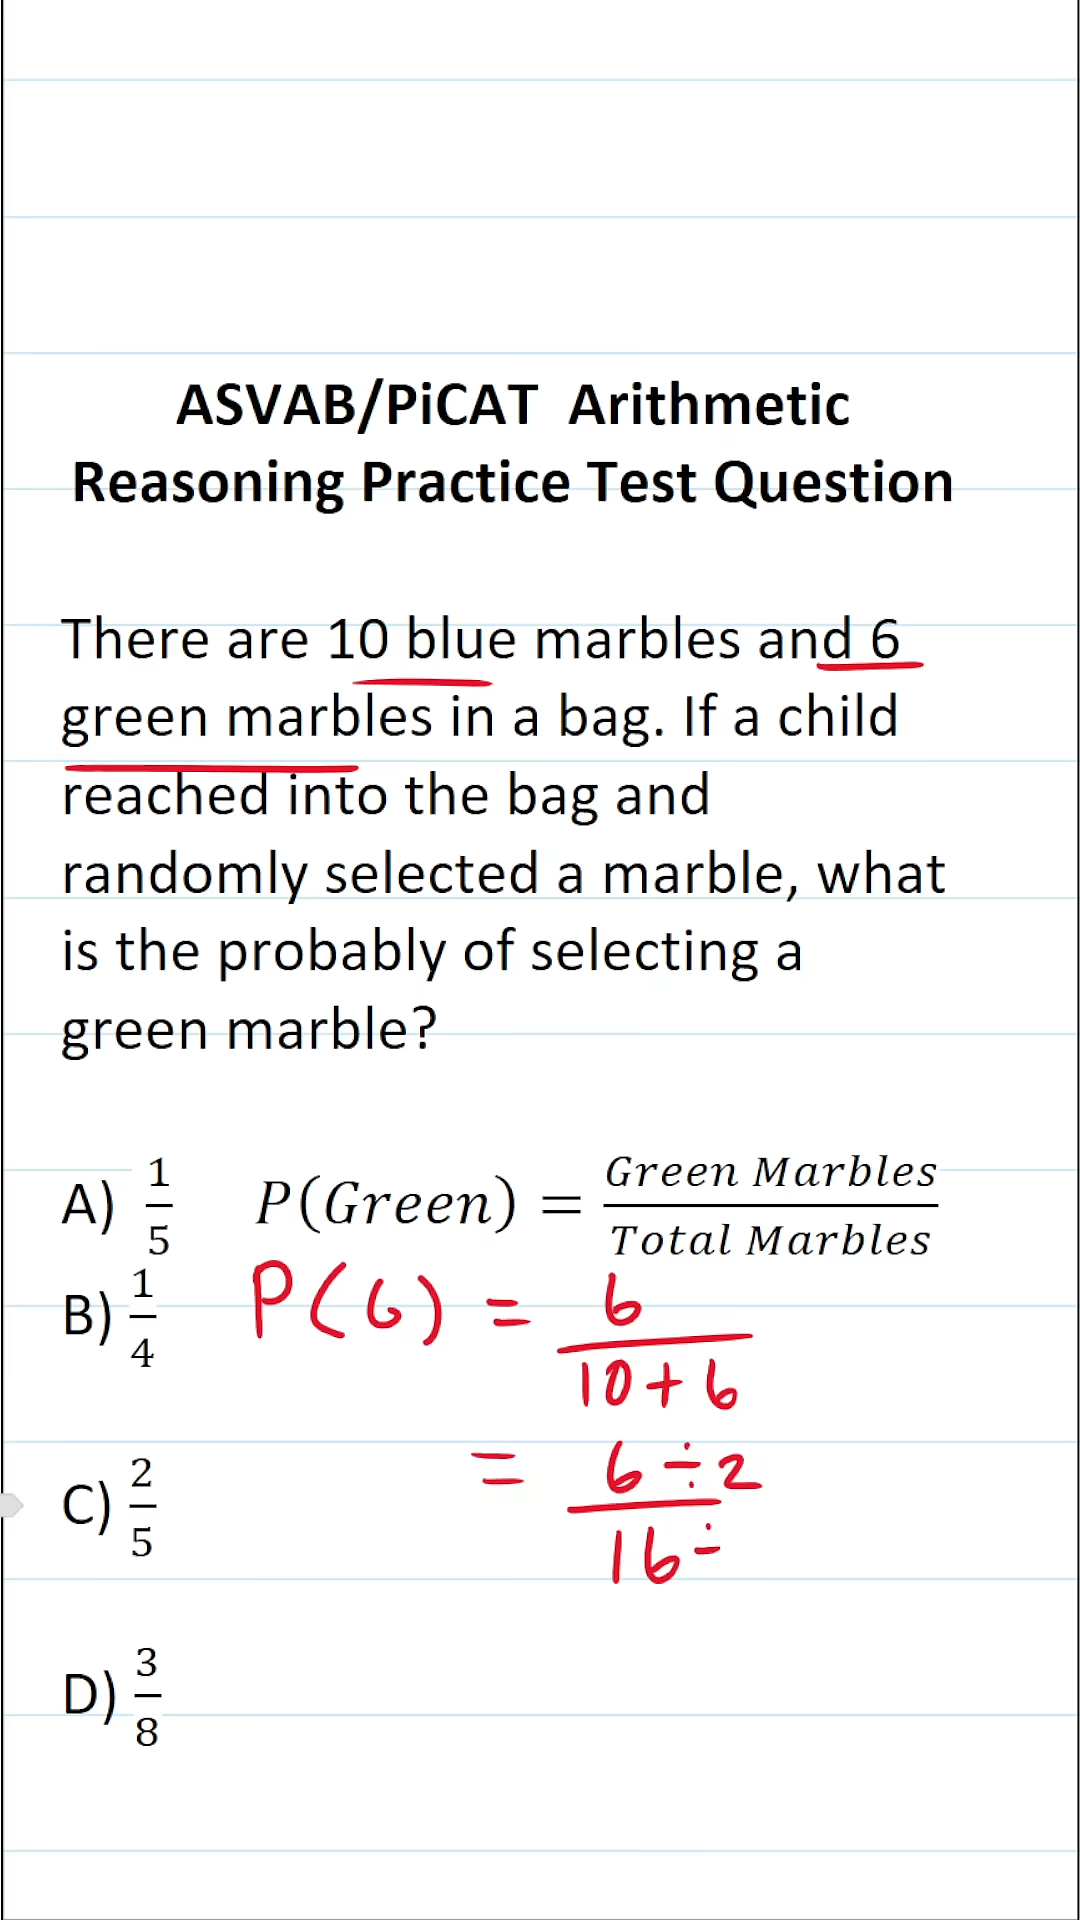 ASVAB/PiCAT Arithmetic
Reasoning Practice Test Question
There are 10 blue marbles and 6
green marbles in a bag. If a child
reached into the bag and
randomly selected a marble, what
is the probably of selecting a
green marble?
A) 1/5 P(Green) = Green Marbles / Total Marbles
B) 1/4 P(G) = 6 / 10 + 6
C) 2/5 = 6 ÷ 2 / 16 ÷
D) 3/8